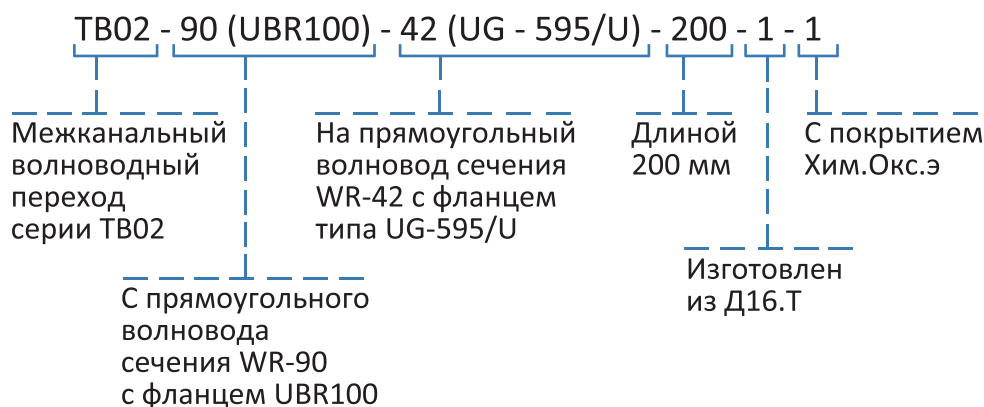 ТВ02 - 90 (UBR100) - 42 (UG - 595/U) - 200 - 1 - 1
Межканальный
волноводный
переход
серии ТВ02
На прямоугольный
волновод сечения
WR-42 с фланцем
типа UG-595/U
Длиной
200 мм
С покрытием
Хим.Окс.э
С прямоугольного
волновода
сечения WR-90
с фланцем UBR100
Изготовлен
из Д16.Т